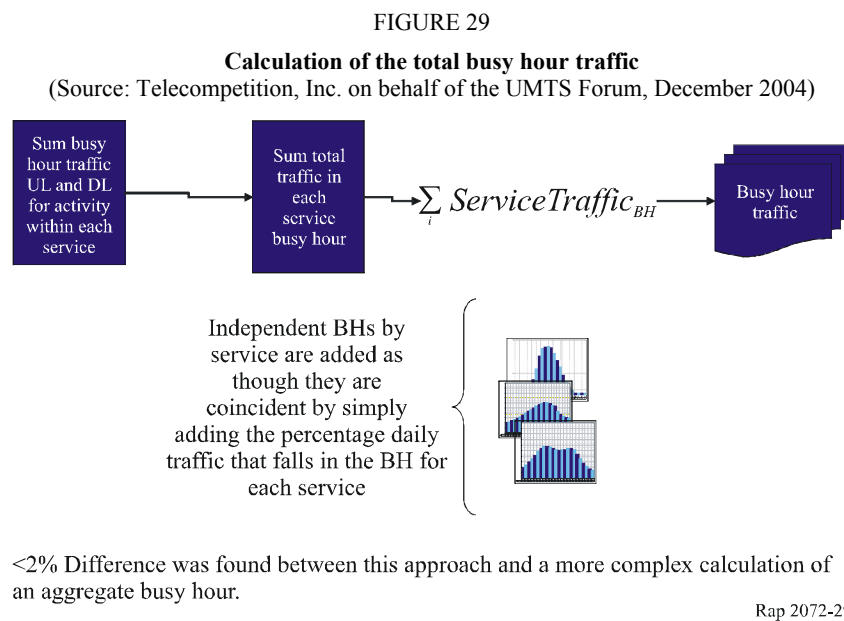 FIGURE 29
Calculation of the total busy hour traffic
(Source: Telecompetition, Inc. on behalf of the UMTS Forum, December 2004)
Sum busy
hour traffic
UL and DL
for activity
within each
service
Sum total
traffic in
each
service
busy hour
∑ ServiceTraffic BH
i
Busy hour
traffic
Independent BHs by
service are added as
though they are
coincident by simply
adding the percentage daily
traffic that falls in the BH for
each service
<2% Difference was found between this approach and a more complex calculation of
an aggregate busy hour.
Rap 2072-29